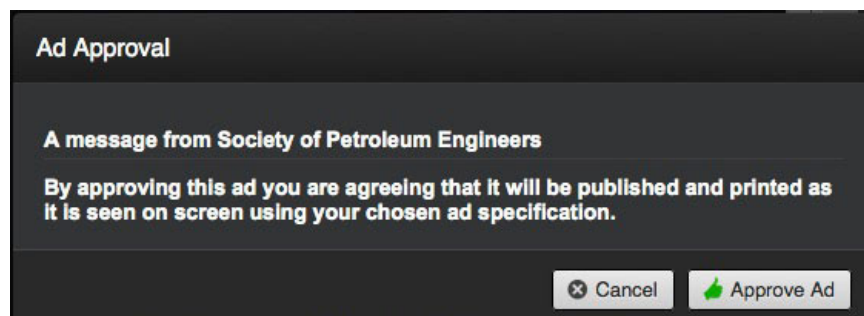 Ad Approval
A message from Society of Petroleum Engineers
By approving this ad you are agreeing that it will be published and printed as
it is seen on screen using your chosen ad specification.
Cancel
Approve Ad